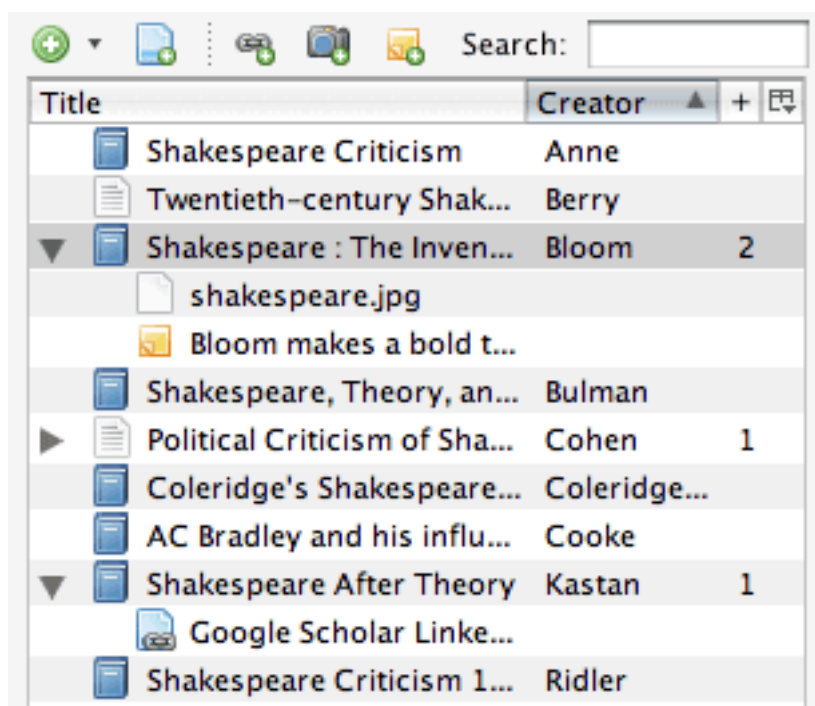 Search:
Title Creator +
Shakespeare Criticism Anne
Twentieth-century Shak... Berry
Shakespeare : The Inven... Bloom 2
shakespeare.jpg
Bloom makes a bold t...
Shakespeare, Theory, an... Bulman
Political Criticism of Sha... Cohen 1
Coleridge's Shakespeare... Coleridge...
AC Bradley and his influ... Cooke
Shakespeare After Theory Kastan 1
Google Scholar Linke...
Shakespeare Criticism 1... Ridler